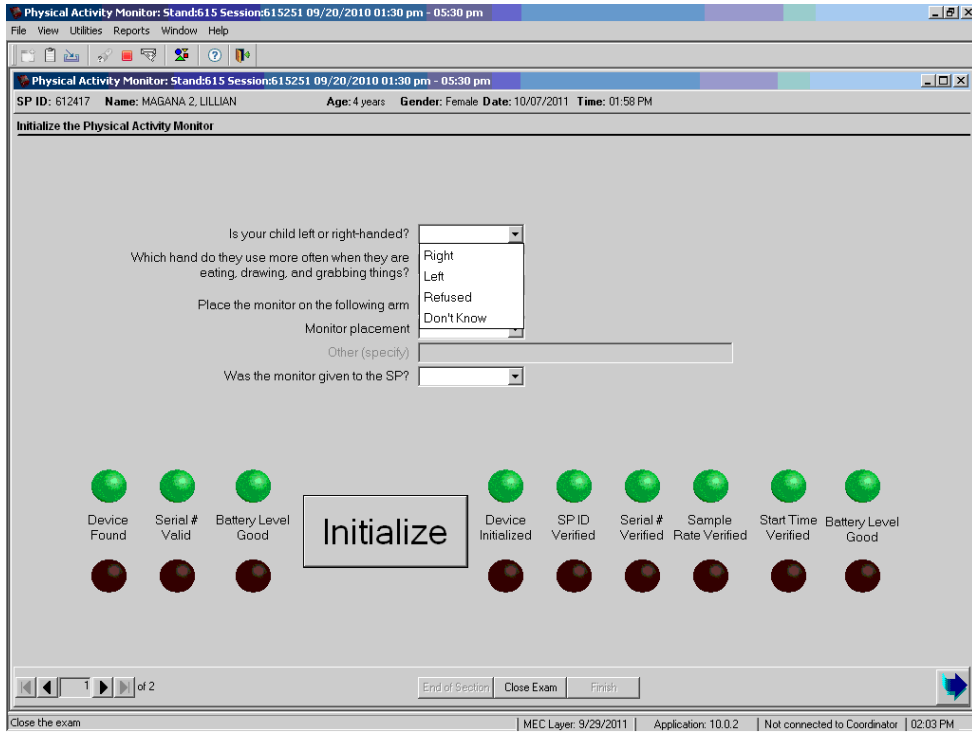 Physical Activity Monitor: Stand:615 Session:615251 09/20/2010 01:30 pm - 05:30 pm
File View Utilities Reports Window Help
Physical Activity Monitor: Stand:615 Session:615251 09/20/2010 01:30 pm - 05:30 pm
SP ID: 612417 Name: MAGANA 2, LILLIAN Age: 4 years Gender: Female Date: 10/07/2011 Time: 01:58 PM
Initialize the Physical Activity Monitor
Is your child left or right-handed?
Which hand do they use more often when they are
eating, drawing, and grabbing things?
Right
Left
Refused
Don't Know
Place the monitor on the following arm
Monitor placement
Other (specify)
Was the monitor given to the SP?
Device Found
Serial # Valid
Battery Level Good
Initialize
Device Initialized
SP ID Verified
Serial # Verified
Sample Rate Verified
Start Time Verified
Battery Level Good
1 of 2
End of Section Close Exam Finish
Close the exam MEC Layer: 9/29/2011 Application: 10.0.2 Not connected to Coordinator 02:03 PM